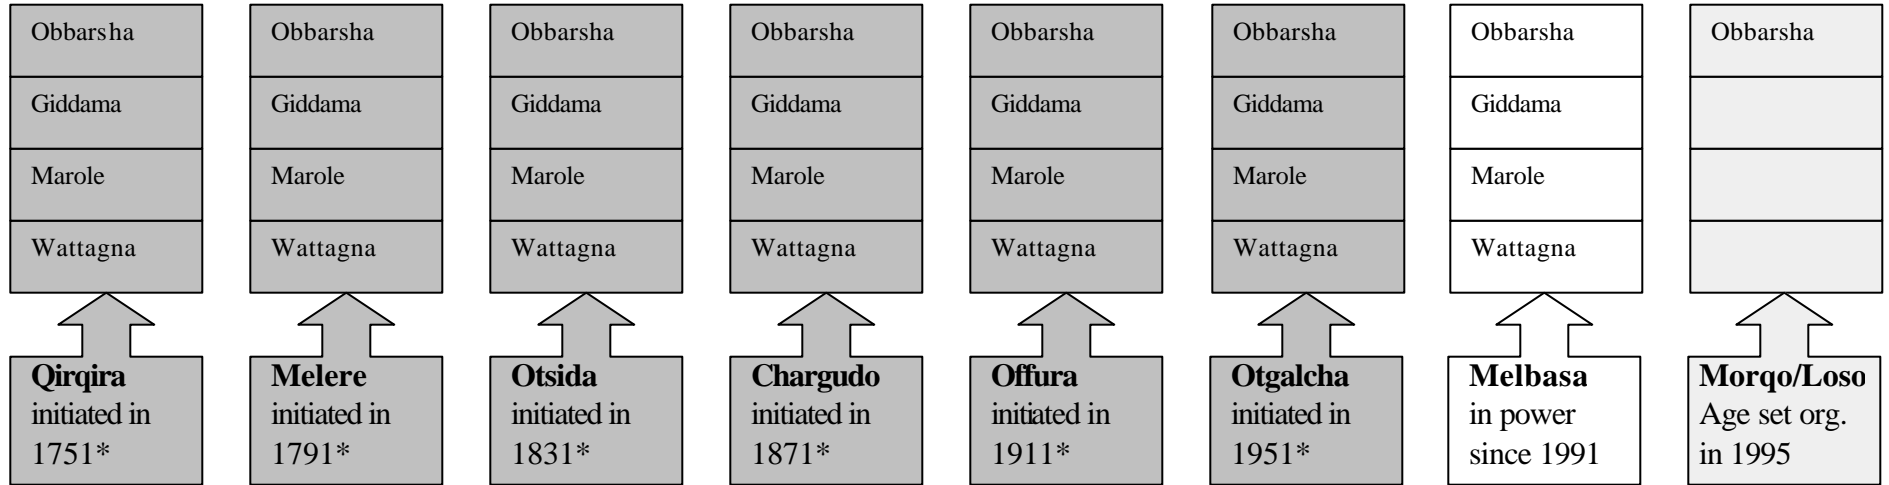 Obbarsha Obbarsha Obbarsha Obbarsha Obbarsha Obbarsha Obbarsha Obbarsha
Giddama Giddama Giddama Giddama Giddama Giddama Giddama
Marole Marole Marole Marole Marole Marole Marole
Wattagna Wattagna Wattagna Wattagna Wattagna Wattagna Wattagna
Qirqira
initiated in
1751*
Melere
initiated in
1791*
Otsida
initiated in
1831*
Chargudo
initiated in
1871*
Offura
initiated in
1911*
Otgalcha
initiated in
1951*
Melbasa
in power
since 1991
Morqo/Loso
Age set org.
in 1995